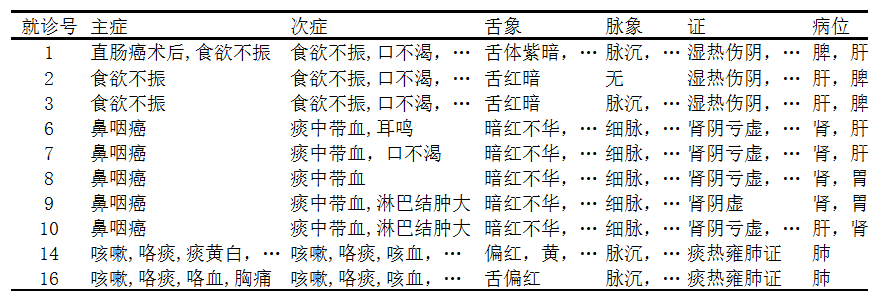 就诊号 主症 次症 舌象 脉象 证 病位
1 直肠癌术后,食欲不振 食欲不振,口不渴，… 舌体紫暗，… 脉沉，… 湿热伤阴，… 脾，肝
2 食欲不振 食欲不振,口不渴，… 舌红暗 无 湿热伤阴，… 肝，脾
3 食欲不振 食欲不振,口不渴，… 舌红暗 脉沉，… 湿热伤阴，… 肝，脾
6 鼻咽癌 痰中带血,耳鸣 暗红不华，… 细脉，… 肾阴亏虚，… 肾，肝
7 鼻咽癌 痰中带血，口不渴 暗红不华，… 细脉，… 肾阴亏虚，… 肾，肝
8 鼻咽癌 痰中带血 暗红不华，… 细脉，… 肾阴亏虚，… 肾，胃
9 鼻咽癌 痰中带血,淋巴结肿大 暗红不华，… 细脉，… 肾阴虚 肾，胃
10 鼻咽癌 痰中带血,淋巴结肿大 暗红不华，… 细脉，… 肾阴亏虚，… 肝，肾
14 咳嗽,咯痰,痰黄白，… 咳嗽,咯痰,咳血，… 偏红，黄，… 脉沉，… 痰热雍肺证 肺
16 咳嗽,咯痰,咯血,胸痛 咳嗽,咯痰,咳血，… 舌偏红 脉沉，… 痰热雍肺证 肺